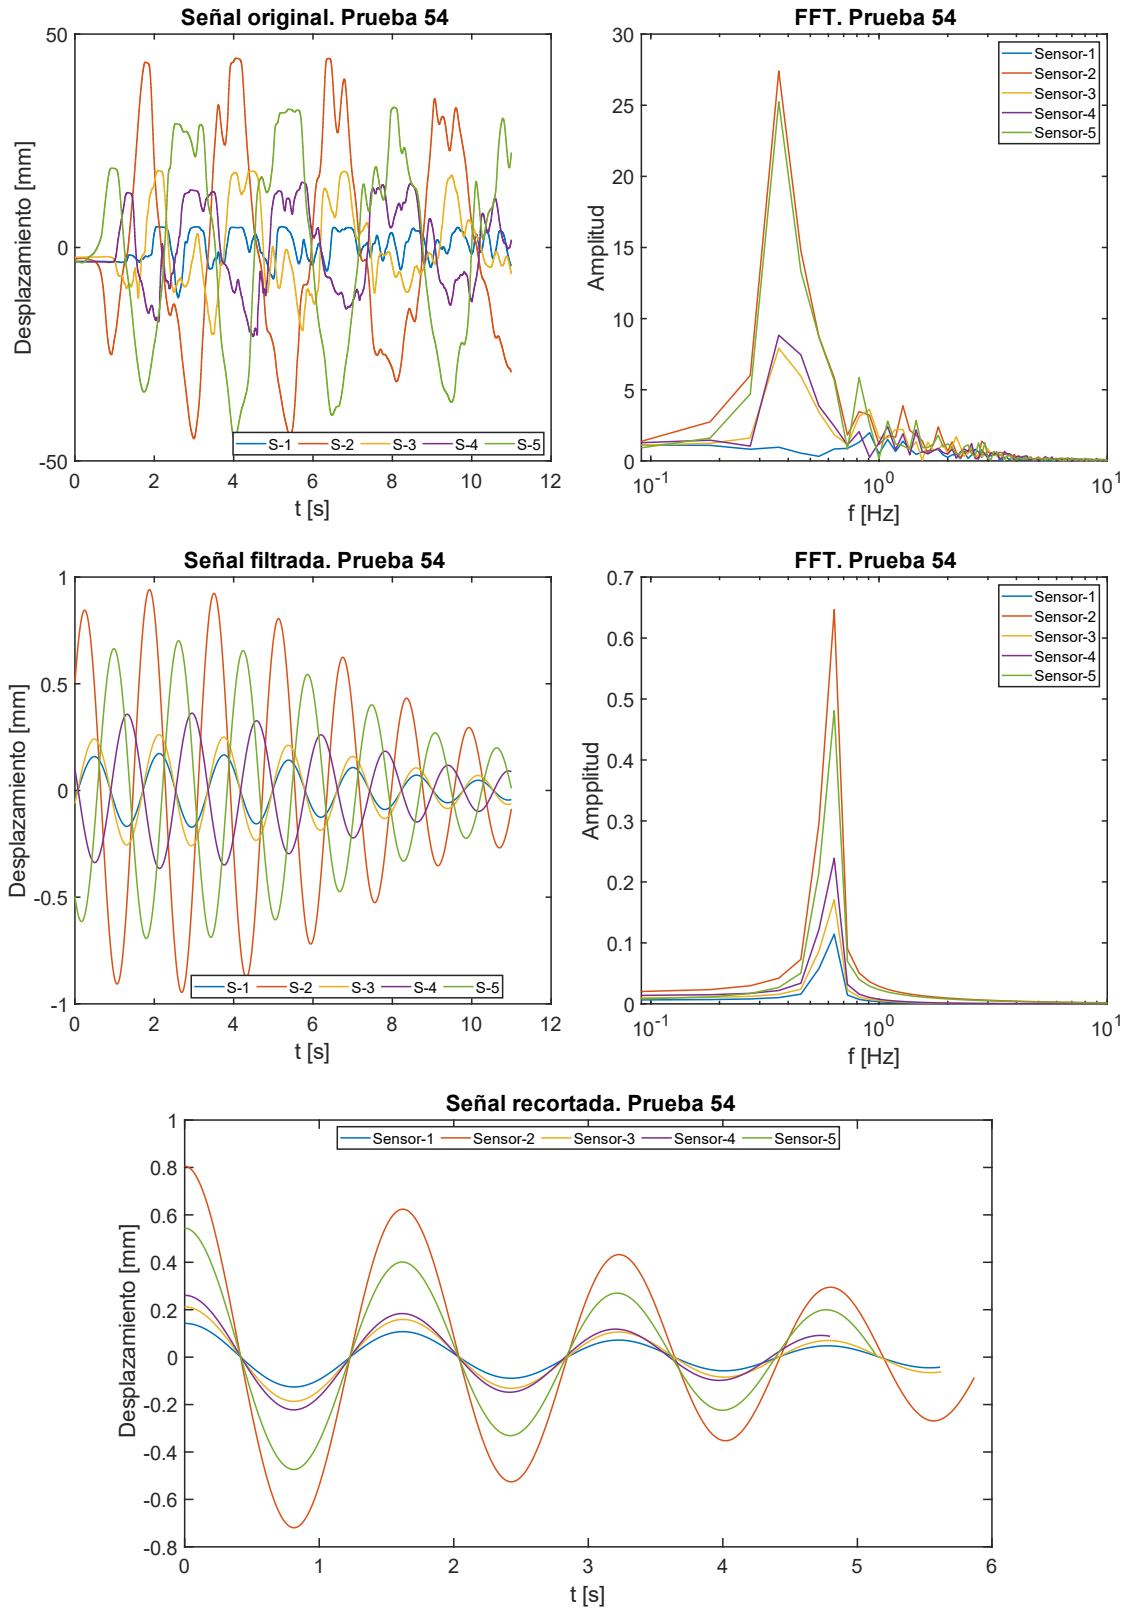 Señal original. Prueba 54
Desplazamiento [mm]
50
0
-50
0 2 4 6 8 10 12
t [s]
S-1 S-2 S-3 S-4 S-5
FFT. Prueba 54
Amplitud
30
25
20
15
10
5
0
10-1 100 101
f [Hz]
Sensor-1
Sensor-2
Sensor-3
Sensor-4
Sensor-5
Señal filtrada. Prueba 54
Desplazamiento [mm]
1
0.5
0
-0.5
-1
0 2 4 6 8 10 12
t [s]
S-1 S-2 S-3 S-4 S-5
FFT. Prueba 54
Ampplitud
0.7
0.6
0.5
0.4
0.3
0.2
0.1
0
10-1 100 101
f [Hz]
Sensor-1
Sensor-2
Sensor-3
Sensor-4
Sensor-5
Señal recortada. Prueba 54
Sensor-1 Sensor-2 Sensor-3 Sensor-4 Sensor-5
Desplazamiento [mm]
1
0.8
0.6
0.4
0.2
0
-0.2
-0.4
-0.6
-0.8
0 1 2 3 4 5 6
t [s]